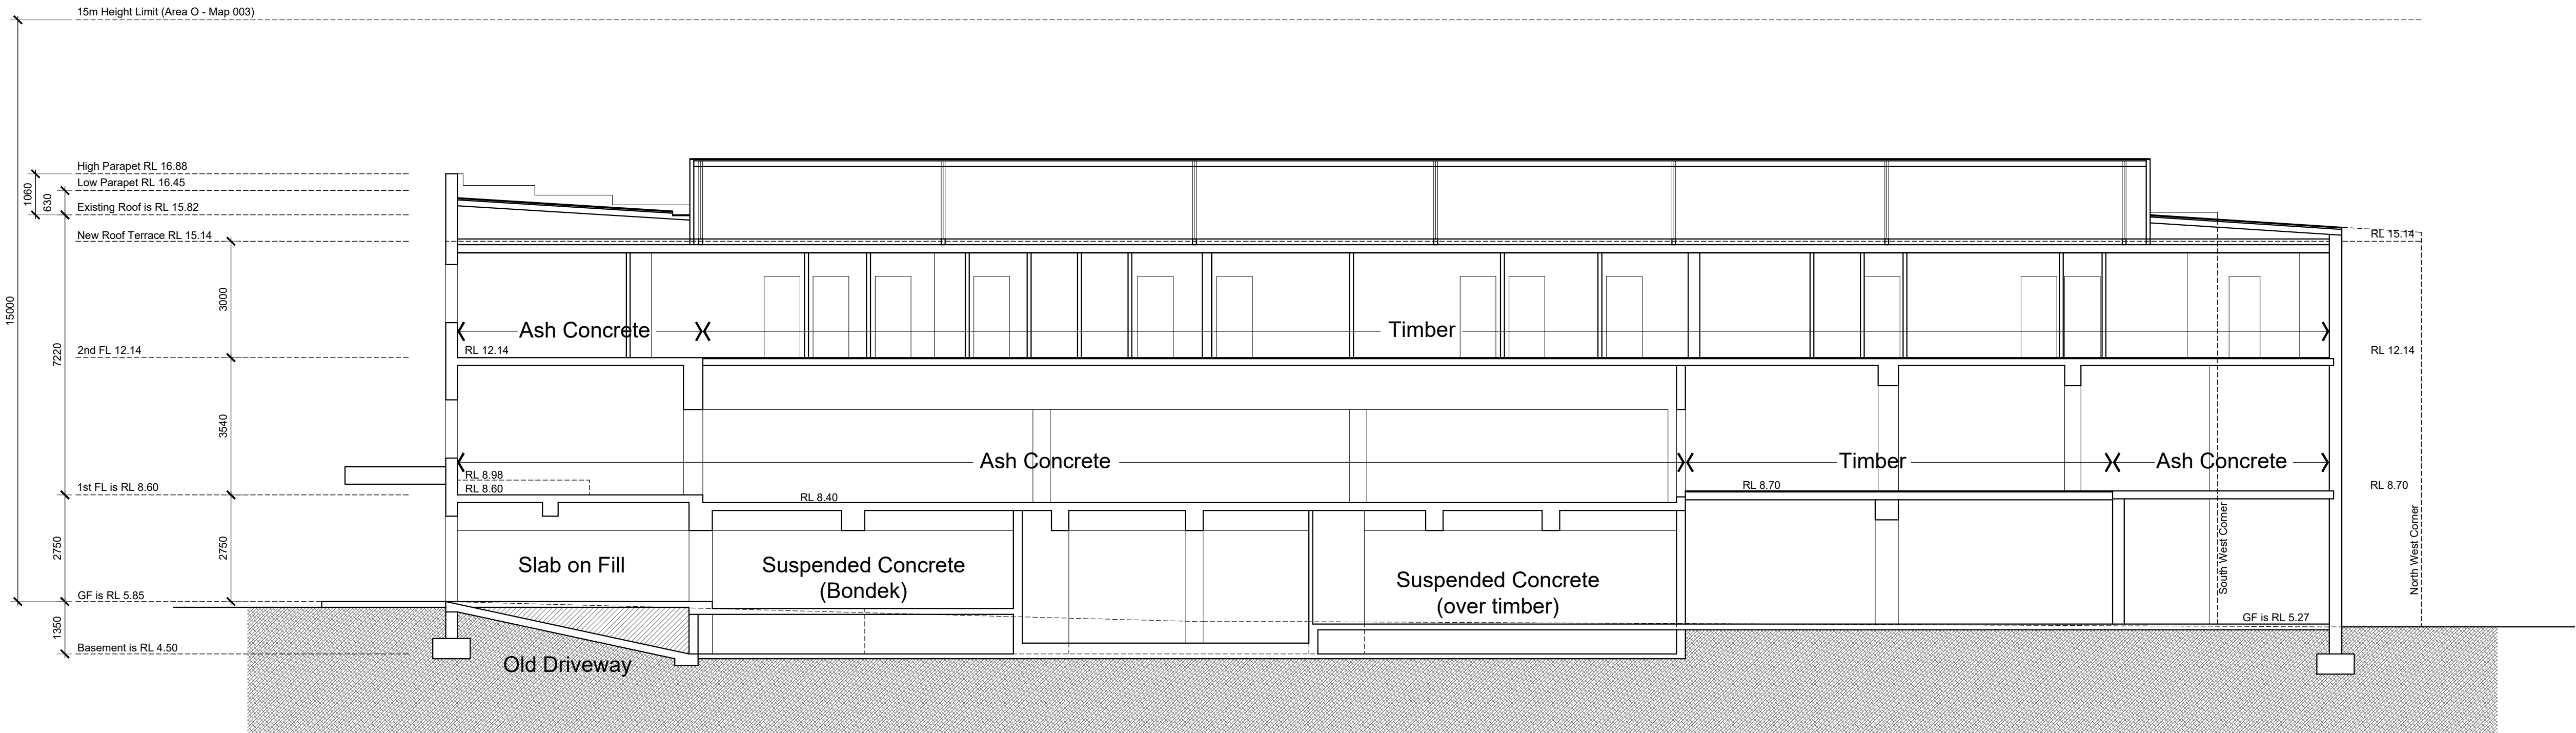 15m Height Limit (Area O - Map 003)
High Parapet RL 16.88
Low Parapet RL 16.45
1060
630
Existing Roof is RL 15.82
New Roof Terrace RL 15.14
RL 15.14
15000
3000
7220
Ash Concrete
Timber
2nd FL 12.14
RL 12.14
RL 12.14
3540
Ash Concrete
Timber
Ash Concrete
RL 8.98
1st FL is RL 8.60
RL 8.60
RL 8.40
RL 8.70
RL 8.70
2750
2750
Slab on Fill
Suspended Concrete
(Bondek)
Suspended Concrete
(over timber)
South West Corner
North West Corner
GF is RL 5.85
GF is RL 5.27
1350
Basement is RL 4.50
Old Driveway